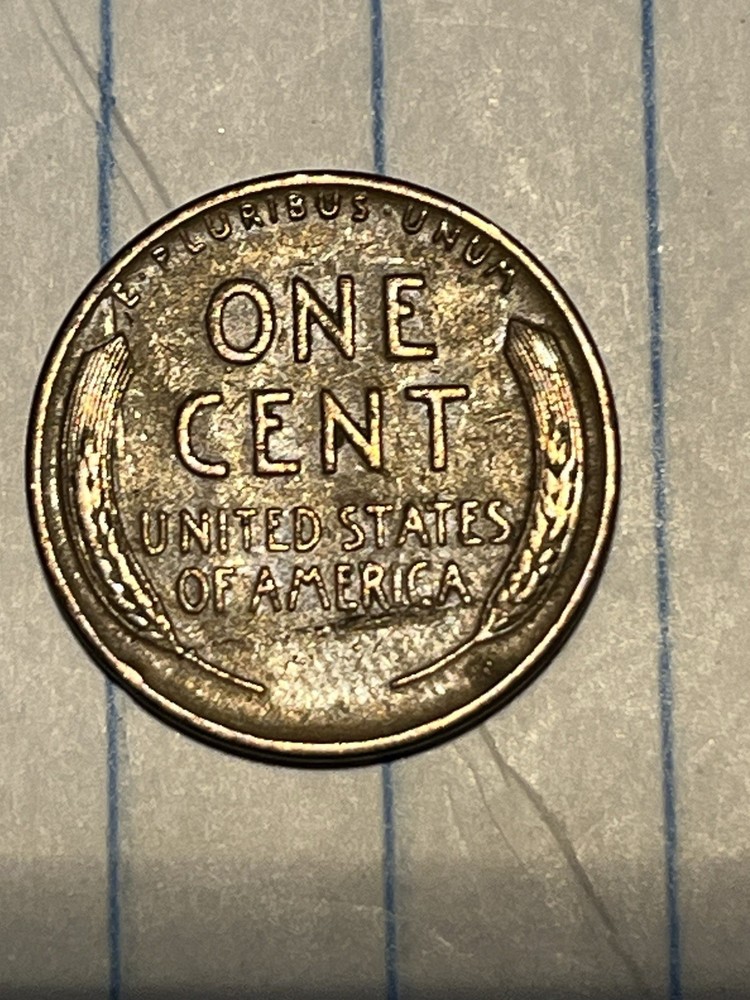 E·PLURIBUS·UNUM
ONE
CENT
UNITED STATES
OF AMERICA